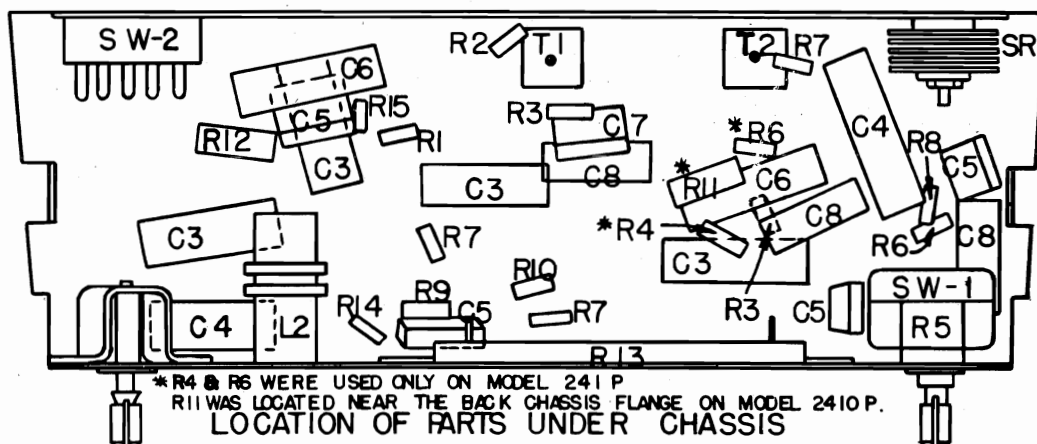 SW-2
R2
T1
T2
R7
SR
C6
R15
R3
C7
C4
R12
C5
R1
*R6
R8
C5
C3
C3
C8
*
R11
C6
C8
C3
R7
*R4
R6
C8
R10
C3
R3
SW-1
C4
L2
R14
R9
C5
R7
C5
R5
R13
*R4 & R6 WERE USED ONLY ON MODEL 241 P
R11 WAS LOCATED NEAR THE BACK CHASSIS FLANGE ON MODEL 2410 P.
LOCATION OF PARTS UNDER CHASSIS